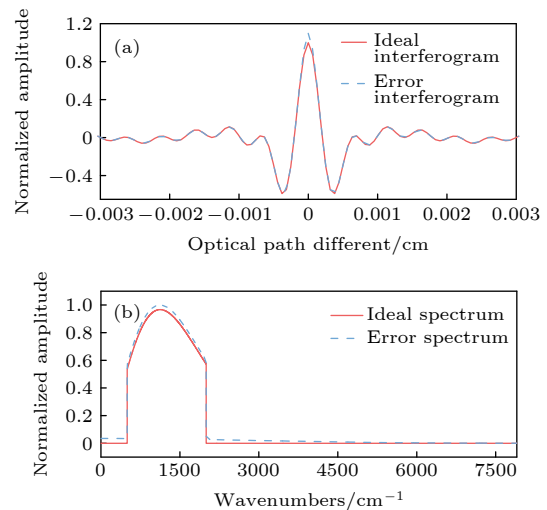 Normalized amplitude
1.2
0.8
0.4
0
−0.4
(a)
Ideal
interferogram
Error
interferogram
−0.003 −0.002 −0.001 0 0.001 0.002 0.003
Optical path different/cm
Normalized amplitude
1.0
0.8
0.6
0.4
0.2
0
(b)
Ideal spectrum
Error spectrum
0 1500 3000 4500 6000 7500
Wavenumbers/cm⁻¹